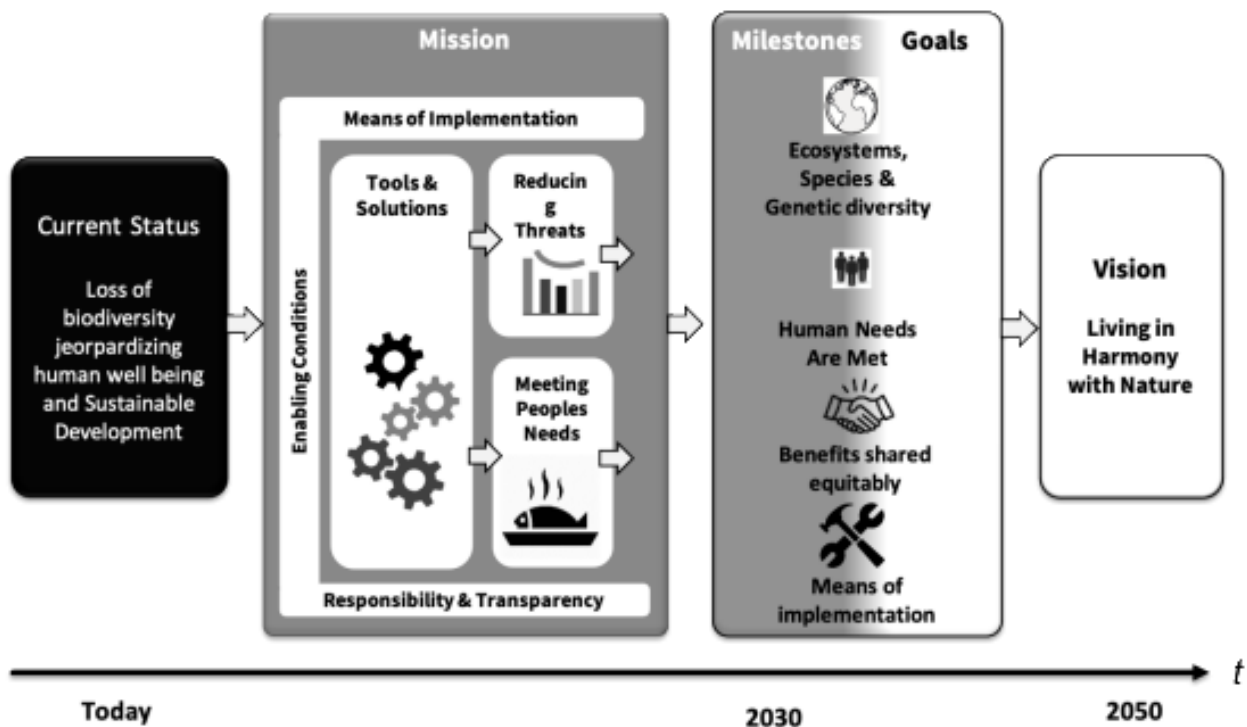 Mission
Milestones Goals
Means of Implementation
Enabling Conditions
Tools &
Solutions
Reducin
g
Threats
Meeting
Peoples
Needs
Responsibility & Transparency
Current Status
Loss of
biodiversity
jeorpardizing
human well being
and Sustainable
Development
Ecosystems,
Species &
Genetic diversity
Human Needs
Are Met
Benefits shared
equitably
Means of
implementation
Vision
Living in
Harmony
with Nature
t
Today
2030
2050